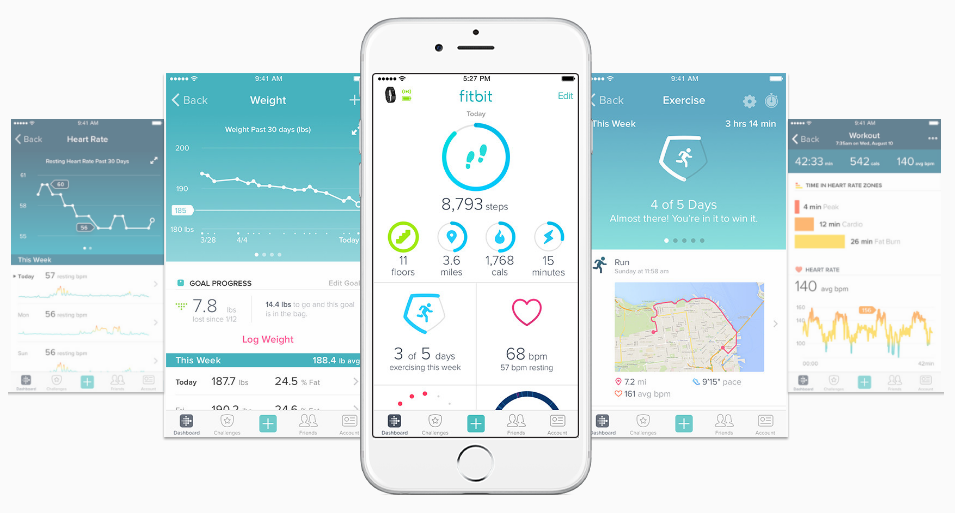 9:41 AM
Back
Heart Rate
Resting Heart Rate Past 30 Days
61
60
58
56
55
This Week
Today 57 resting bpm
Mon 56 resting bpm
Sun 56 resting bpm
Dashboard Challenges Friends Account
9:41 AM
Back Weight +
Weight Past 30 days (lbs)
200
190
185
180 lbs
3/28 4/4 Today
GOAL PROGRESS Edit Goal
7.8 lbs
lost since 1/12
14.4 lbs to go and this goal
is in the bag.
Log Weight
This Week 188.4 lb avg
Today 187.7 lbs 24.5 % Fat
190.2 lbs 24.6 % Fat
Dashboard Challenges Friends Account
5:27 PM
fitbit Edit
Today
8,793 steps
11 floors
3.6 miles
1,768 cals
15 minutes
3 of 5 days
exercising this week
68 bpm
57 bpm resting
Dashboard Challenges Friends Account
9:41 AM
Back Exercise
This Week 3 hrs 14 min
4 of 5 Days
Almost there! You're in it to win it.
Run
Sunday at 11:58 am
7.2 mi 9'15" pace
161 avg bpm
Dashboard Challenges Friends Account
9:41 AM
Back Workout
7:35am on Wed, August 10
42:33 min 542 cals 140 avg bpm
TIME IN HEART RATE ZONES
4 min Peak
12 min Cardio
26 min Fat Burn
HEART RATE
140 avg bpm
160
140
100
00:06 42min
Dashboard Challenges Friends Account